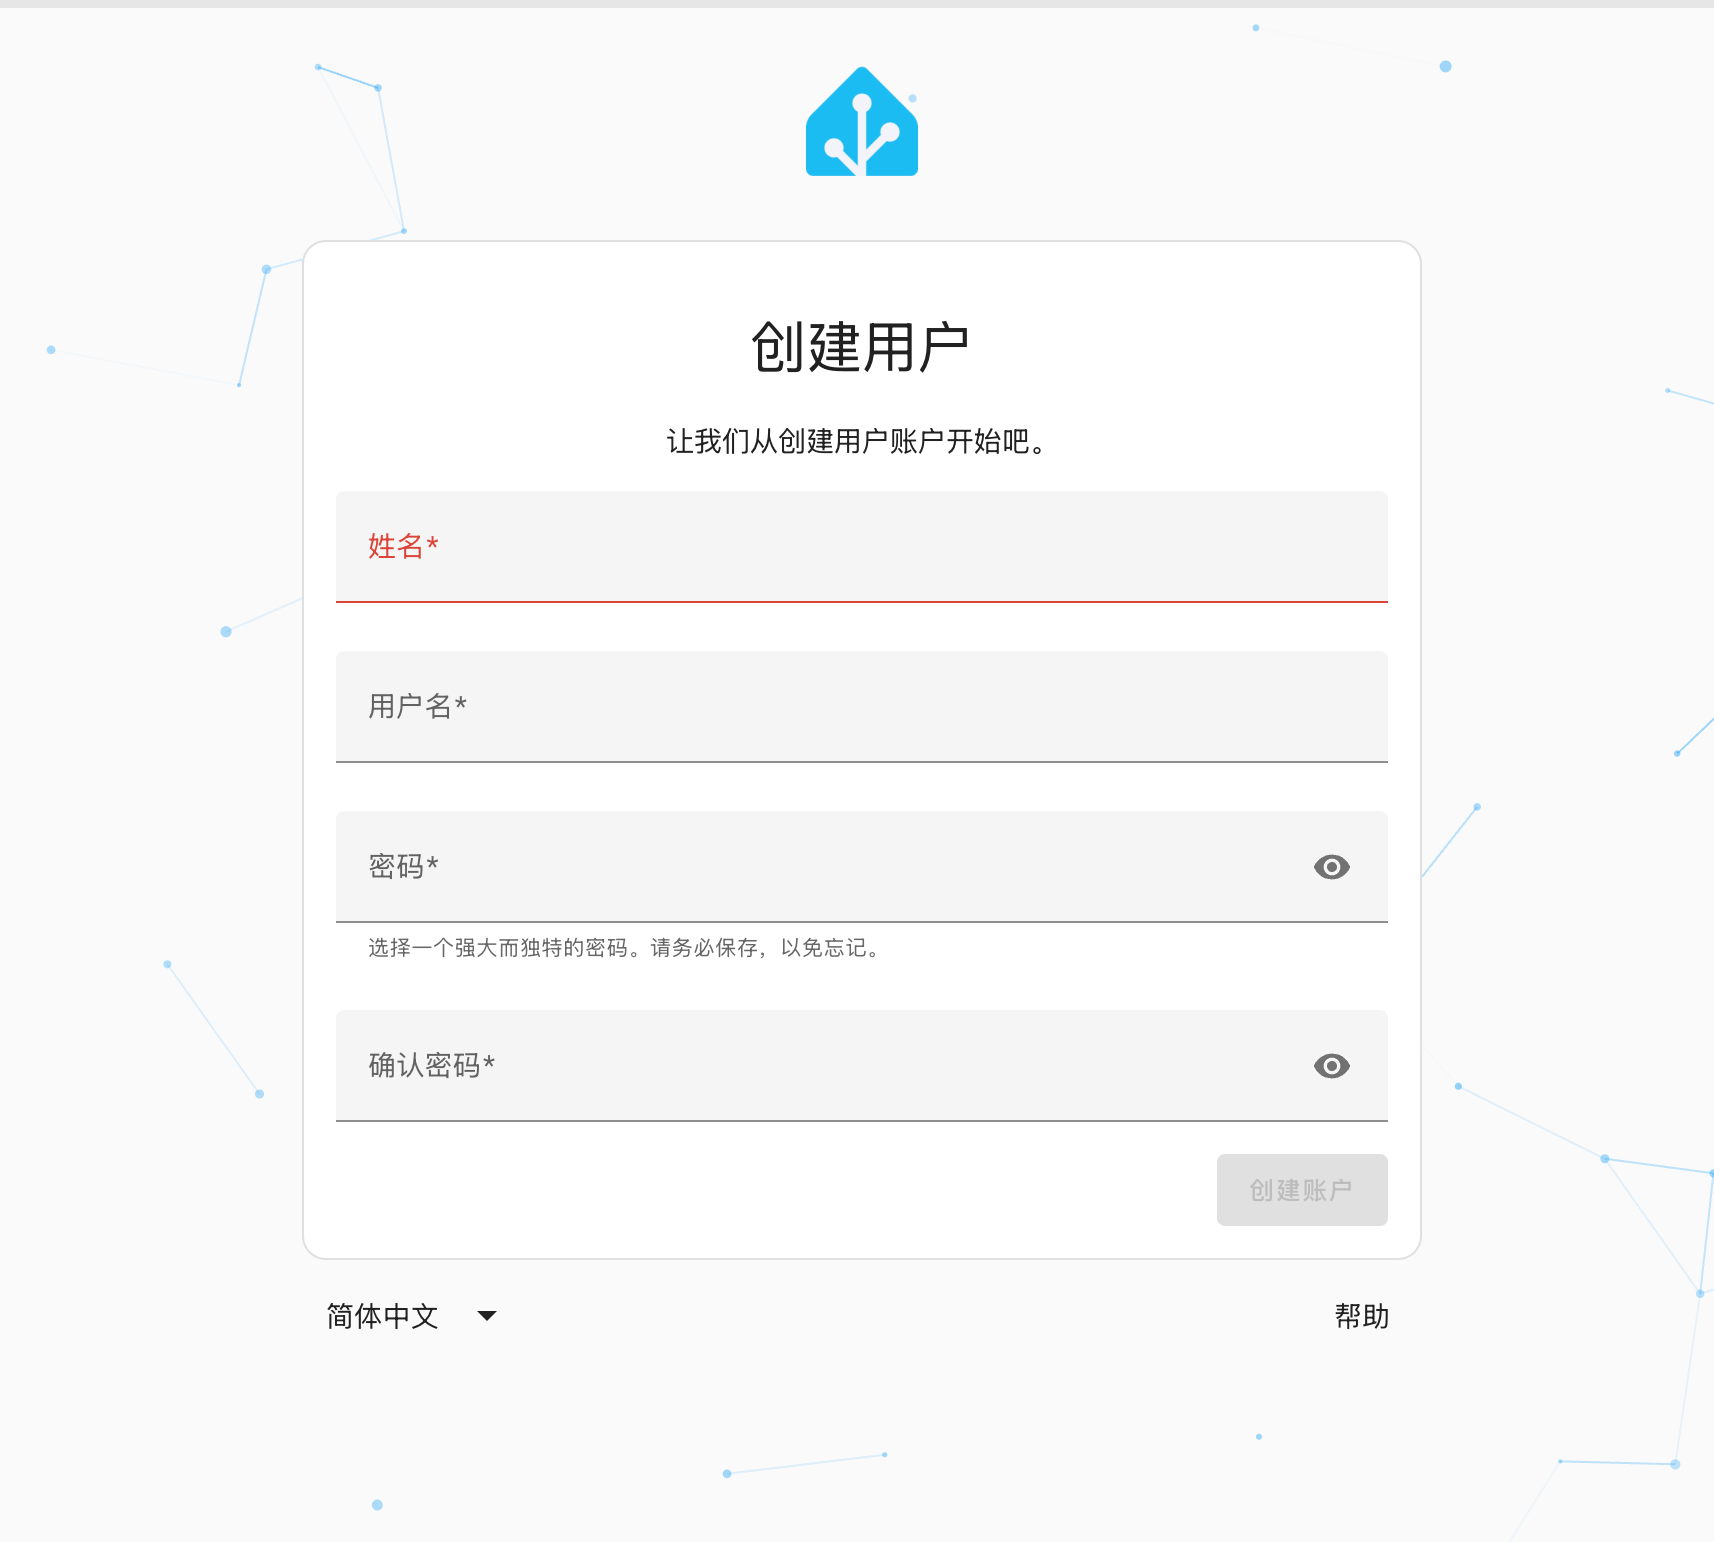 创建用户
让我们从创建用户账户开始吧。
姓名*
用户名*
密码*
选择一个强大而独特的密码。请务必保存，以免忘记。
确认密码*
创建账户
简体中文
帮助